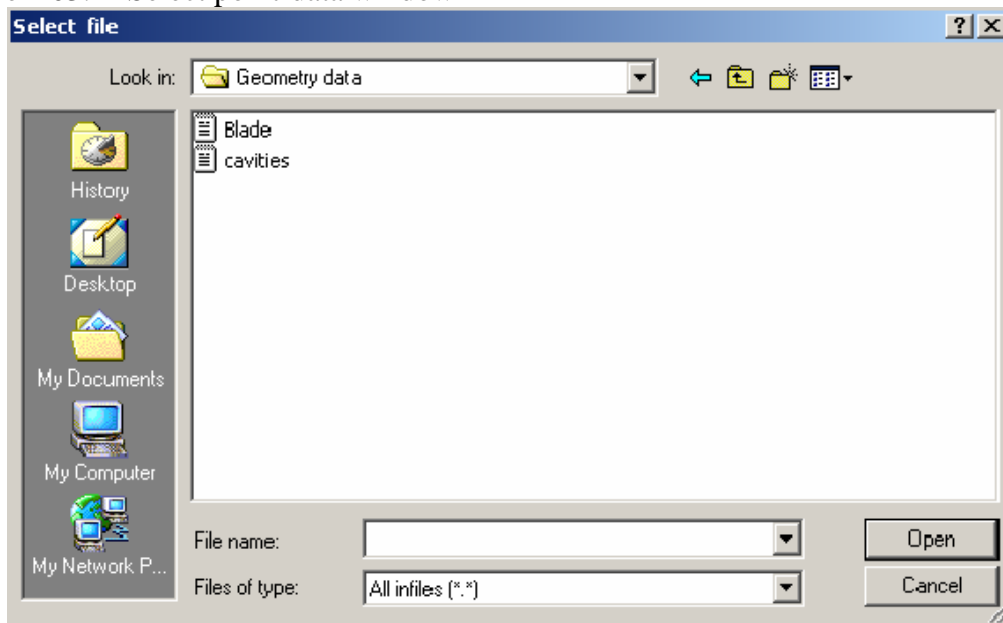 Select file
Look in: Geometry data
Blade
cavities
History
Desktop
My Documents
My Computer
My Network P...
File name:
Open
Files of type: All infiles (*.*)
Cancel